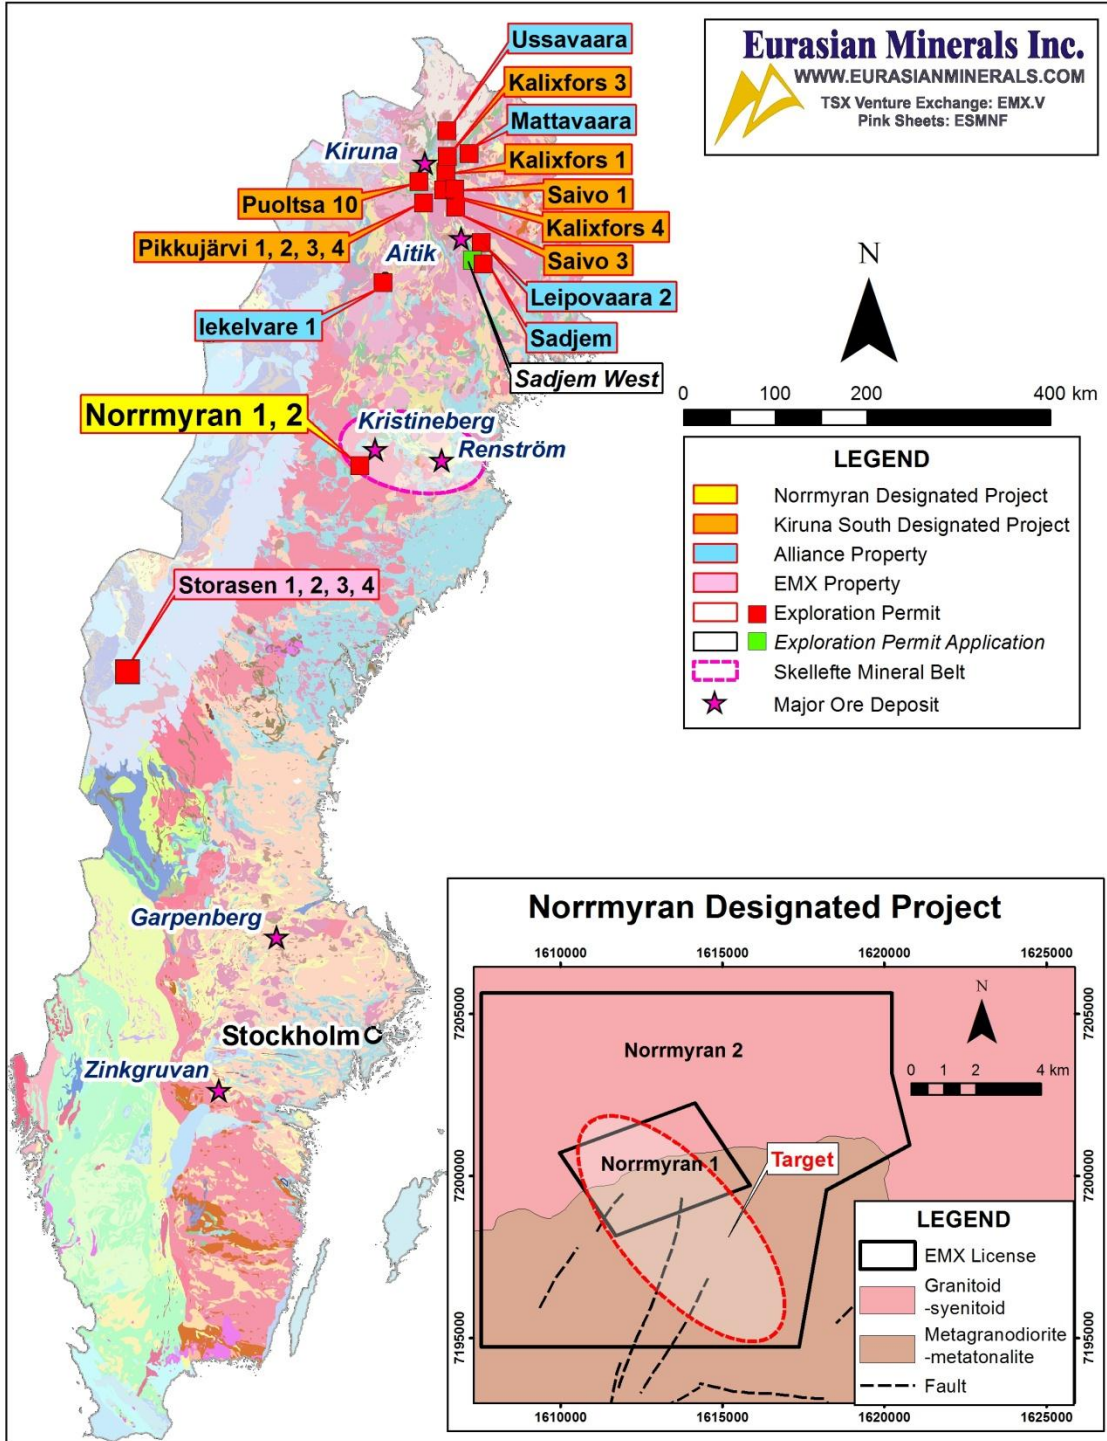 Eurasian Minerals Inc.
WWW.EURASIANMINERALS.COM
TSX Venture Exchange: EMX.V
Pink Sheets: ESMNF
Ussavaara
Kalixfors 3
Mattavaara
Kiruna
Kalixfors 1
Saivo 1
Puoltsa 10
Kalixfors 4
Pikkujärvi 1, 2, 3, 4
Aitik
Saivo 3
Leipovaara 2
Iekelvare 1
Sadjem
Sadjem West
Norrmyran 1, 2
Kristineberg
Renström
Storasen 1, 2, 3, 4
Garpenberg
Stockholm
Zinkgruvan
N
0 100 200 400 km
LEGEND
Norrmyran Designated Project
Kiruna South Designated Project
Alliance Property
EMX Property
Exploration Permit
Exploration Permit Application
Skellefte Mineral Belt
Major Ore Deposit
Norrmyran Designated Project
1610000 1615000 1620000 1625000
7205000
7200000
7195000
7205000
7200000
7195000
N
0 1 2 4 km
Norrmyran 2
Norrmyran 1
Target
LEGEND
EMX License
Granitoid
-syenitoid
Metagranodiorite
-metatonalite
Fault
1610000 1615000 1620000 1625000